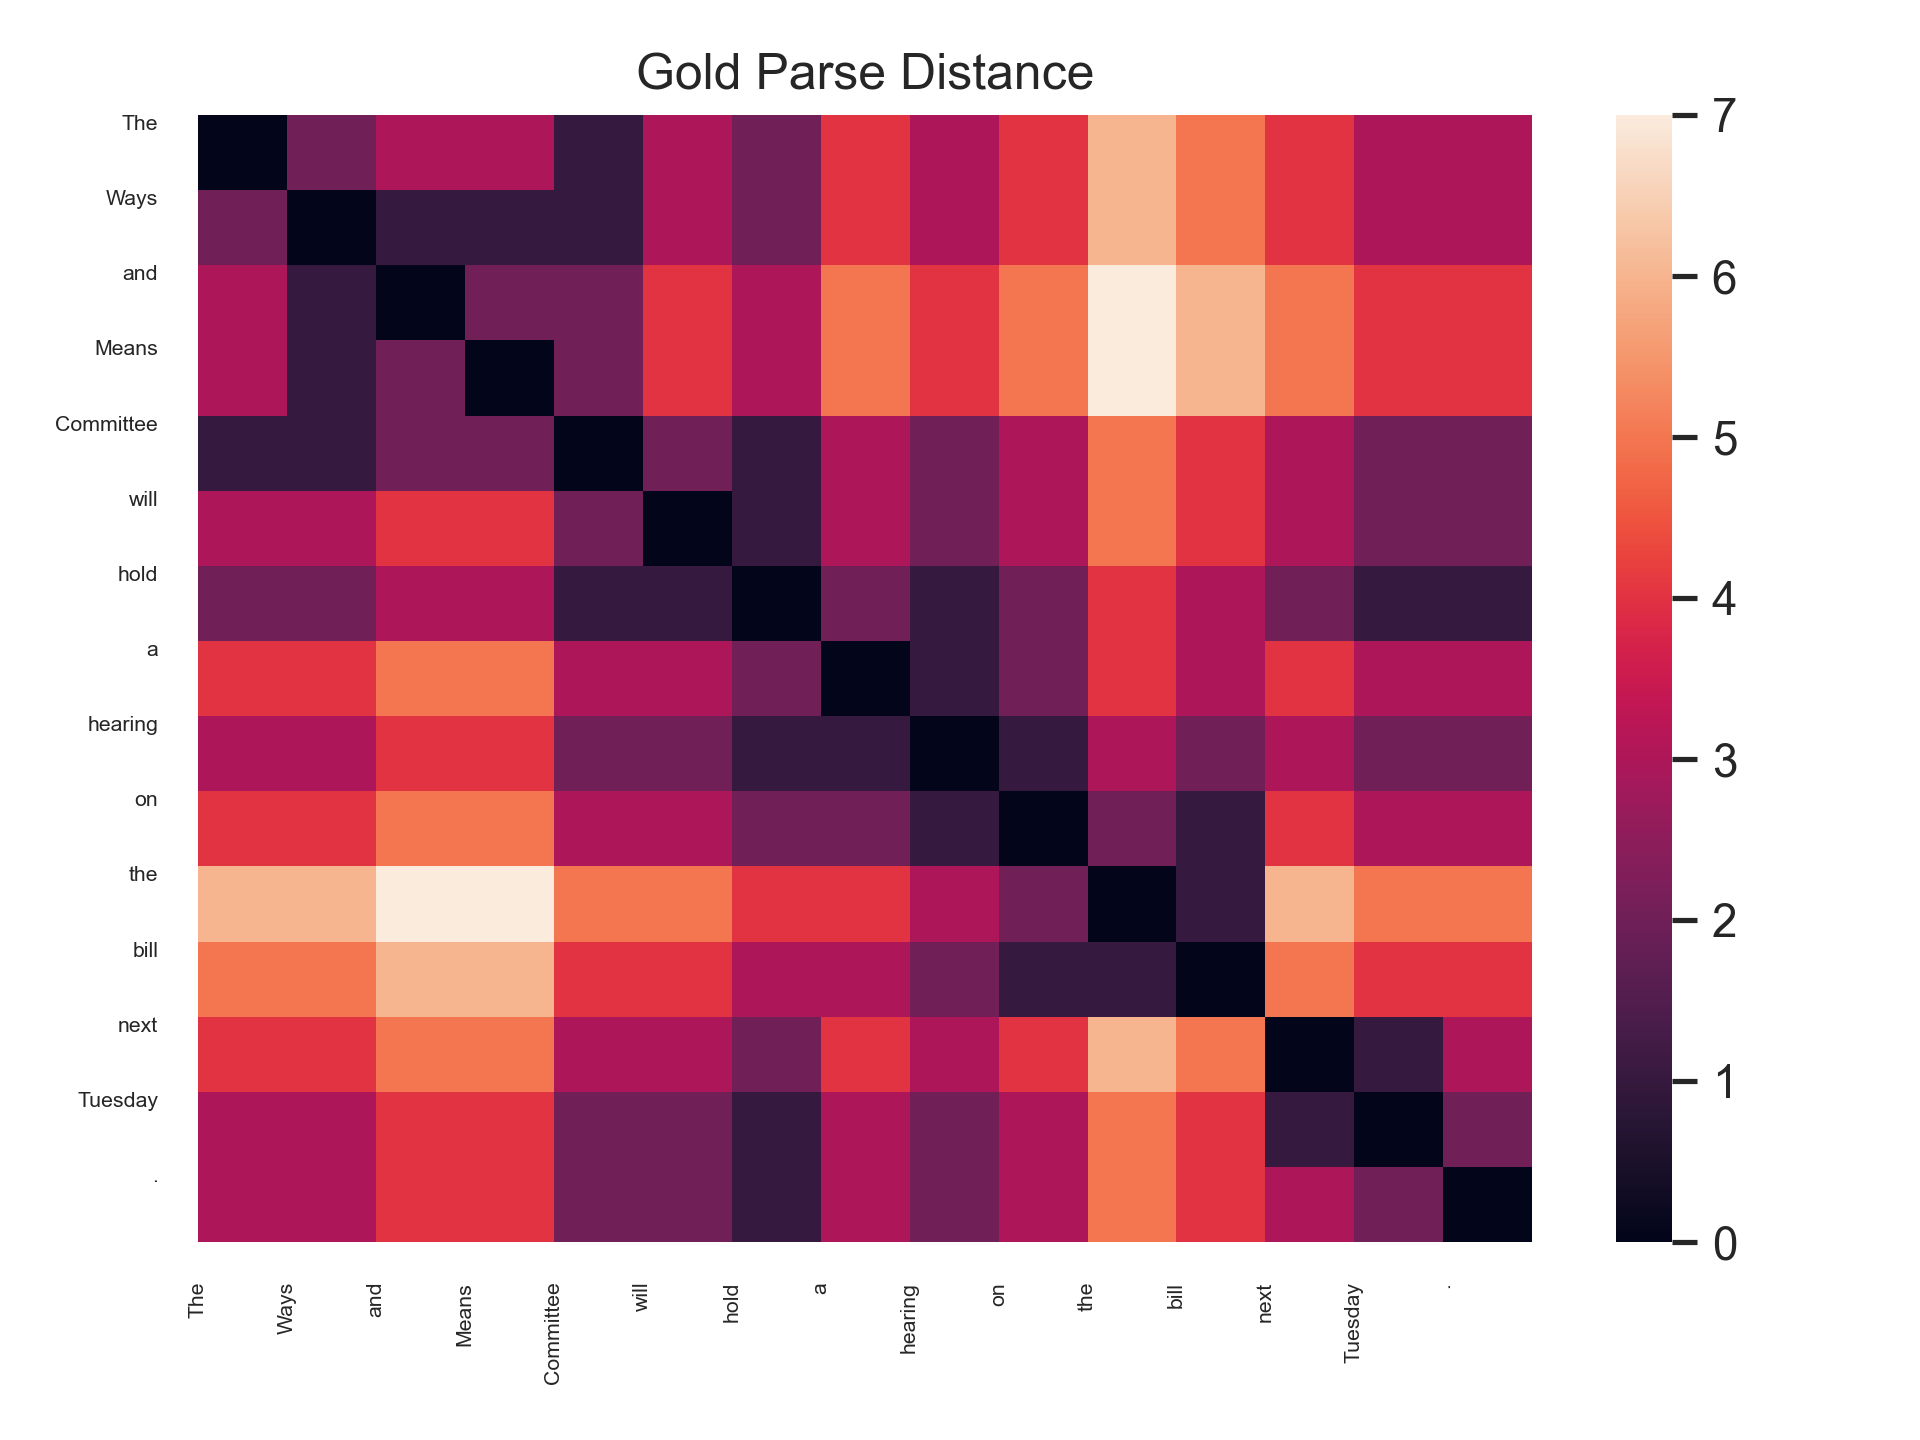 Gold Parse Distance
The
Ways
and
Means
Committee
will
hold
a
hearing
on
the
bill
next
Tuesday
.
The
Ways
and
Means
Committee
will
hold
a
hearing
on
the
bill
next
Tuesday
.
7
6
5
4
3
2
1
0